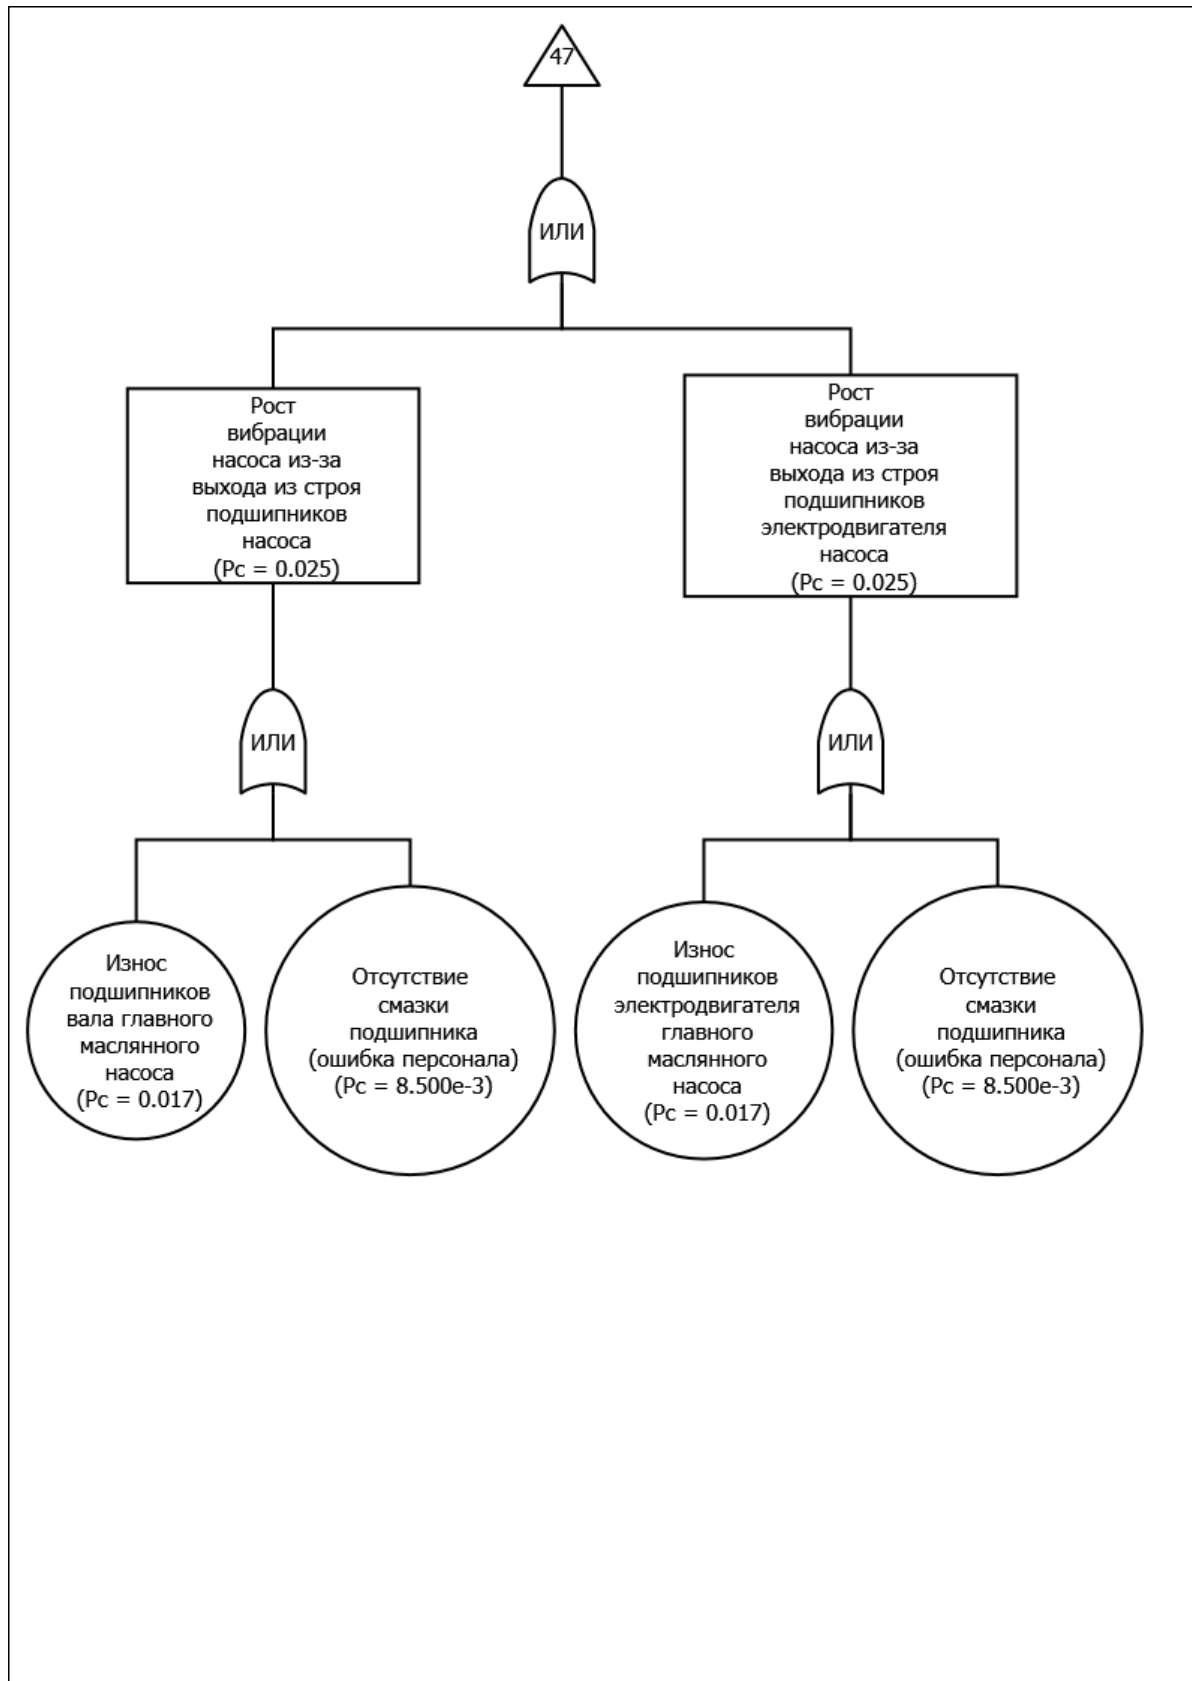 47
ИЛИ
Рост
вибрации
насоса из-за
выхода из строя
подшипников
насоса
(Pc = 0.025)
Рост
вибрации
насоса из-за
выхода из строя
подшипников
электродвигателя
насоса
(Pc = 0.025)
ИЛИ
ИЛИ
Износ
подшипников
вала главного
маслянного
насоса
(Pc = 0.017)
Отсутствие
смазки
подшипника
(ошибка персонала)
(Pc = 8.500e-3)
Износ
подшипников
электродвигателя
главного
маслянного
насоса
(Pc = 0.017)
Отсутствие
смазки
подшипника
(ошибка персонала)
(Pc = 8.500e-3)